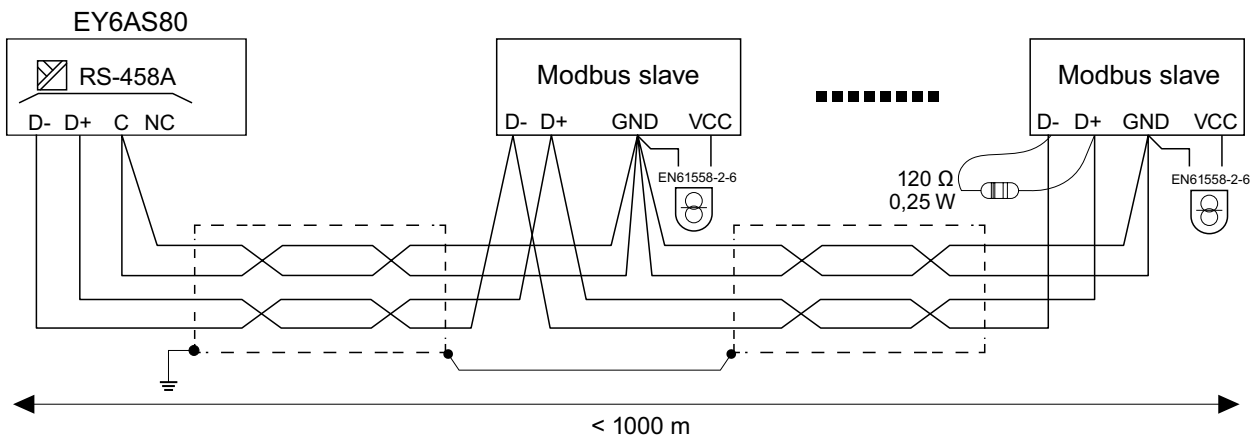 EY6AS80
RS-458A
D- D+ C NC
Modbus slave
D- D+ GND VCC
EN61558-2-6
Modbus slave
D- D+ GND VCC
120 Ω
0,25 W
EN61558-2-6
< 1000 m